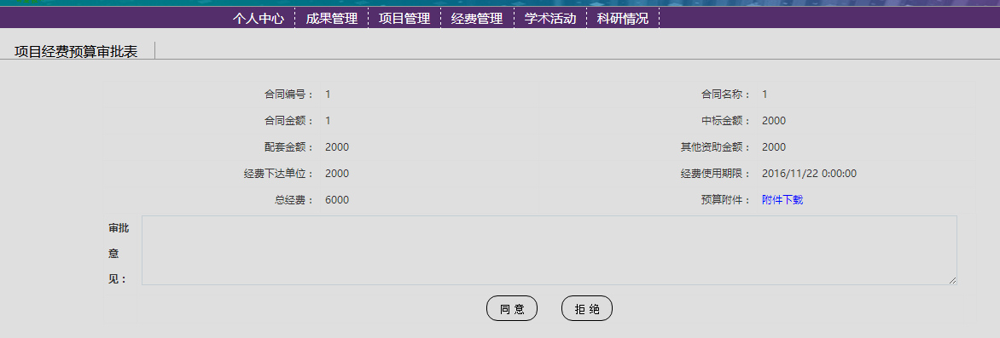 个人中心 成果管理 项目管理 经费管理 学术活动 科研情况
项目经费预算审批表
合同编号： 1 合同名称： 1
合同金额： 1 中标金额： 2000
配套金额： 2000 其他资助金额： 2000
经费下达单位： 2000 经费使用期限： 2016/11/22 0:00:00
总经费： 6000 预算附件： 附件下载
审批
意
见：
同 意 拒 绝